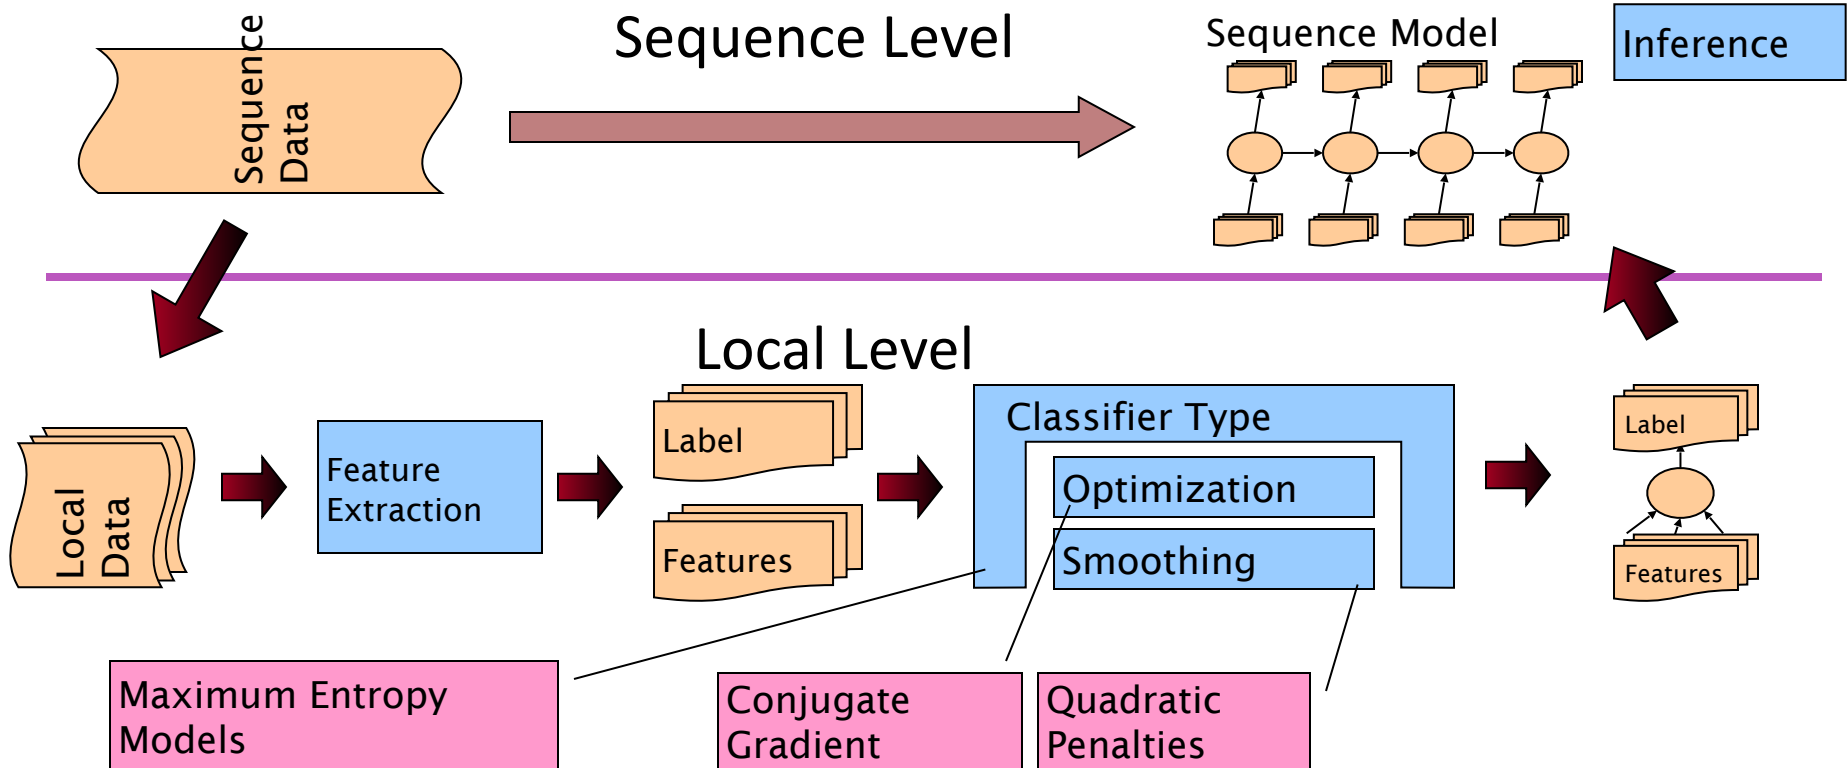 Sequence Level
Sequence Model
Inference
Sequence
Data
Local Level
Local
Data
Feature
Extraction
Label
Features
Classifier Type
Optimization
Smoothing
Label
Features
Maximum Entropy
Models
Conjugate
Gradient
Quadratic
Penalties